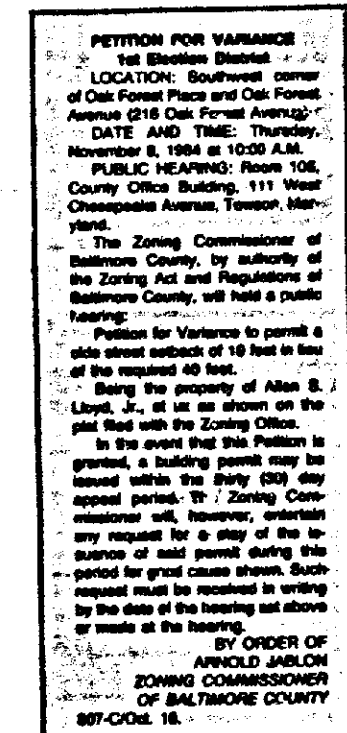 PETITION FOR VARIANCE
1st Election District
LOCATION: Southwest corner
of Oak Forest Place and Oak Forest
Avenue (216 Oak Forest Avenue)
DATE AND TIME: Thursday,
November 8, 1984 at 10:00 A.M.
PUBLIC HEARING: Room 106,
County Office Building, 111 West
Chesapeake Avenue, Towson, Mar-
yland.
The Zoning Commissioner of
Baltimore County, by authority of
the Zoning Act and Regulations of
Baltimore County, will hold a public
hearing:
Petition for Variance to permit a
side street setback of 19 feet in lieu
of the required 40 feet.
Being the property of Allen S.
Lloyd, Jr., et ux as shown on the
plat filed with the Zoning Office.
In the event that this Petition is
granted, a building permit may be
issued within the thirty (30) day
appeal period. Zoning Com-
missioner will, however, entertain
any request for a stay of the is-
suance of said permit during this
period for good cause shown. Such
request must be received in writing
by the date of the hearing set above
or made at the hearing.
BY ORDER OF
ARNOLD JABLON
ZONING COMMISSIONER
OF BALTIMORE COUNTY
807-C/Oct. 18.